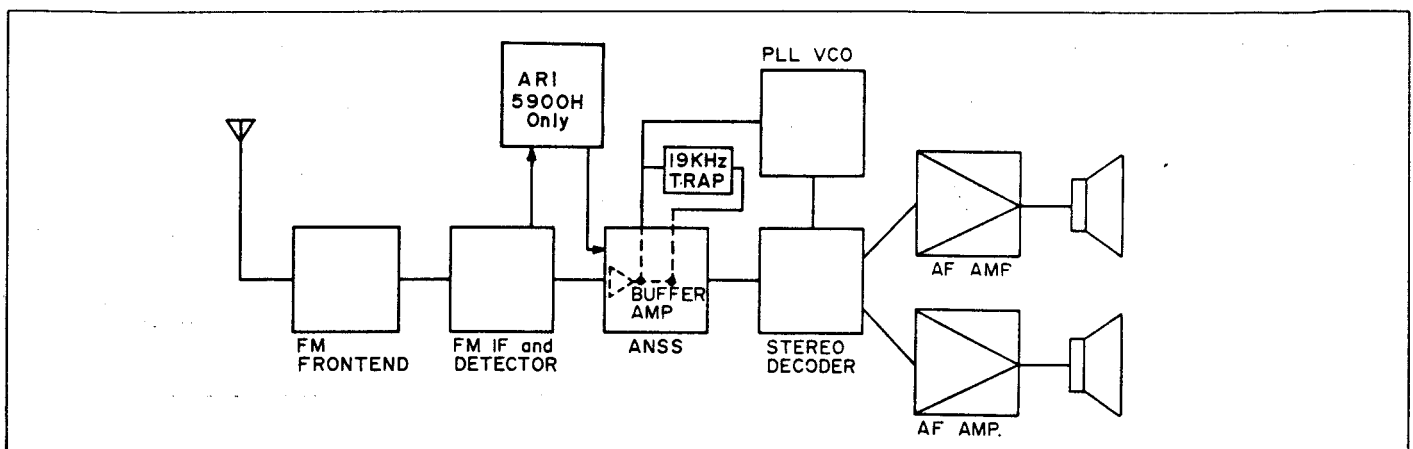 PLL VCO
ARI
5900H
Only
19KHz
TRAP
BUFFER
AMP
FM
FRONTEND
FM IF and
DETECTOR
ANSS
STEREO
DECODER
AF AMP
AF AMP.